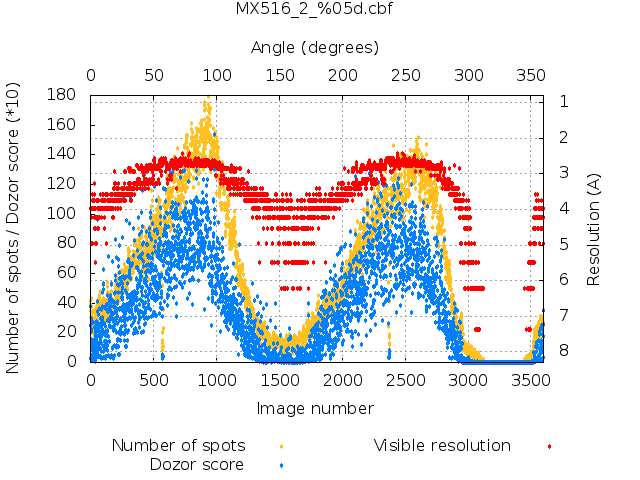 MX516_2_%05d.cbf
Angle (degrees)
0 50 100 150 200 250 300 350
180 160 140 120 100 80 60 40 20 0
Number of spots / Dozor score (*10)
1 2 3 4 5 6 7 8
Resolution (A)
0 500 1000 1500 2000 2500 3000 3500
Image number
Number of spots Visible resolution
Dozor score